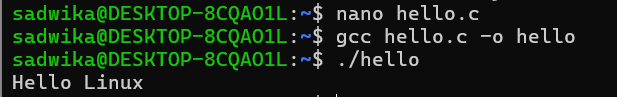 sadwika@DESKTOP-8CQAO1L:~$ nano hello.c
sadwika@DESKTOP-8CQAO1L:~$ gcc hello.c -o hello
sadwika@DESKTOP-8CQAO1L:~$ ./hello
Hello Linux